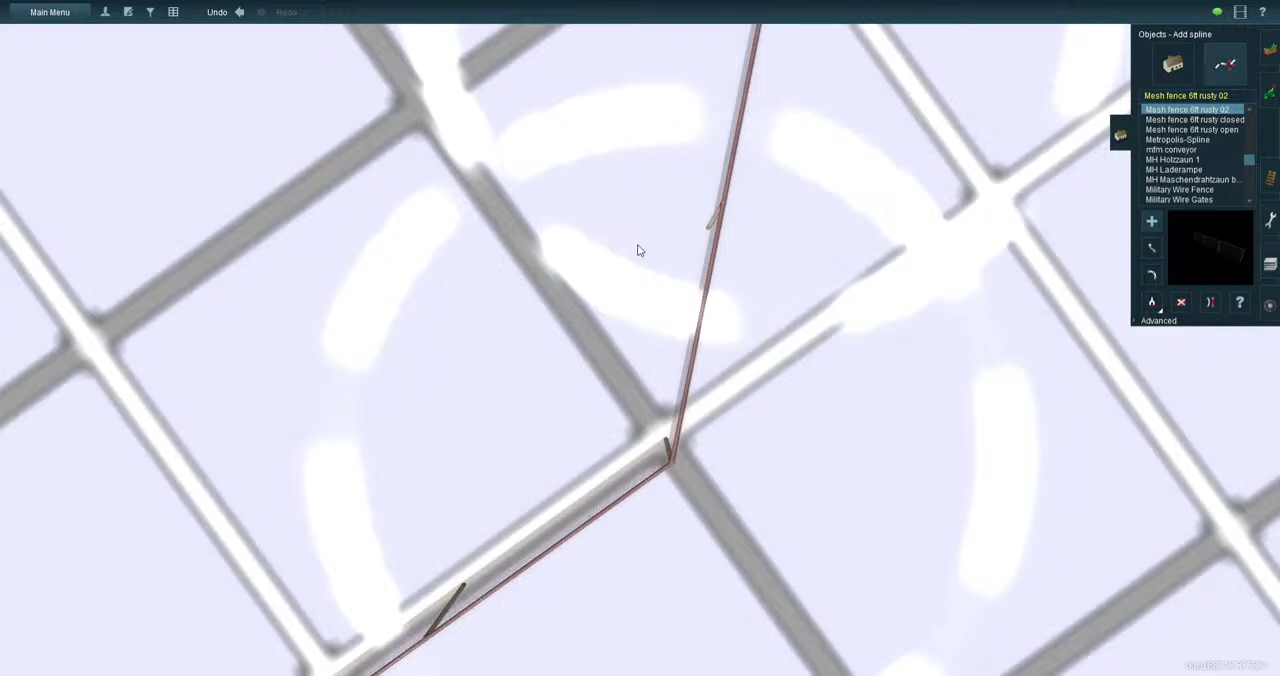 Main Menu
Undo
Redo
?
Objects - Add spline
Mesh fence 6ft rusty 02
Mesh fence 6ft rusty 02
Mesh fence 6ft rusty closed
Mesh fence 6ft rusty open
Metropolis-Spline
mfm conveyor
MH Holzzaun 1
MH Laderampe
MH Maschendrahtzaun b...
Military Wire Fence
Military Wire Gates
?
Advanced